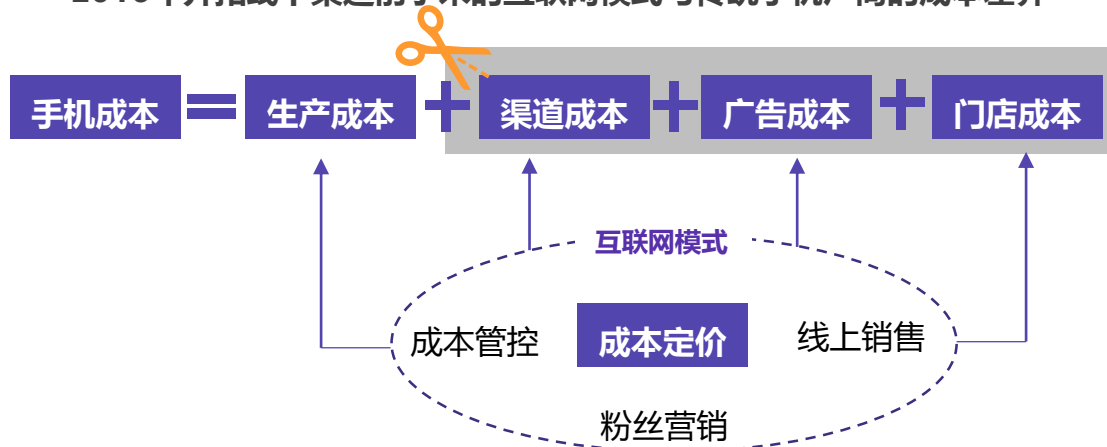 手机成本 = 生产成本 + 渠道成本 + 广告成本 + 门店成本
互联网模式
成本管控 成本定价 线上销售
粉丝营销